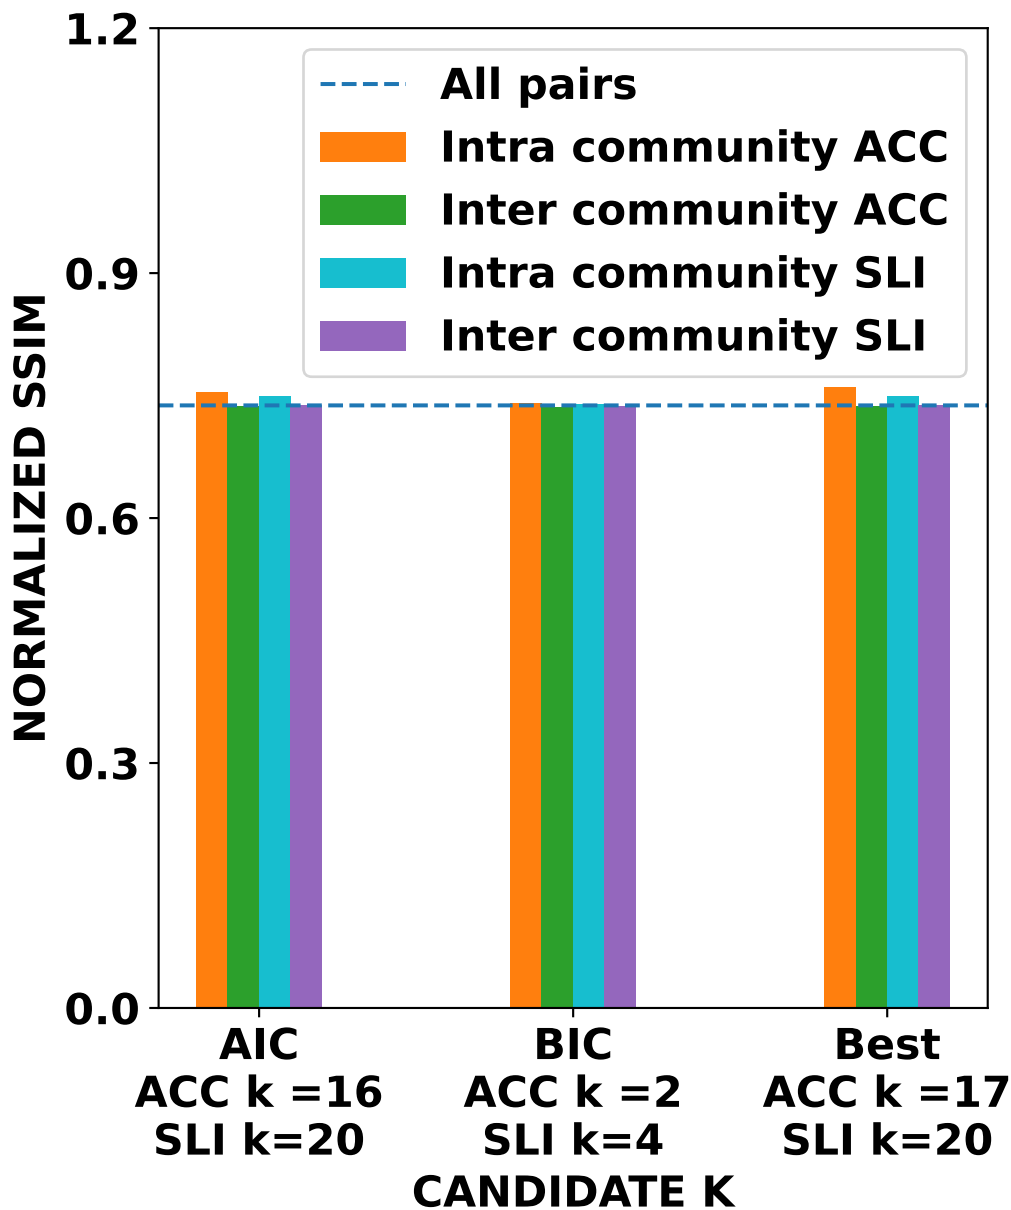 1.2
0.9
0.6
0.3
0.0
NORMALIZED SSIM
All pairs
Intra community ACC
Inter community ACC
Intra community SLI
Inter community SLI
AIC
ACC k =16
SLI k=20
BIC
ACC k =2
SLI k=4
Best
ACC k =17
SLI k=20
CANDIDATE K